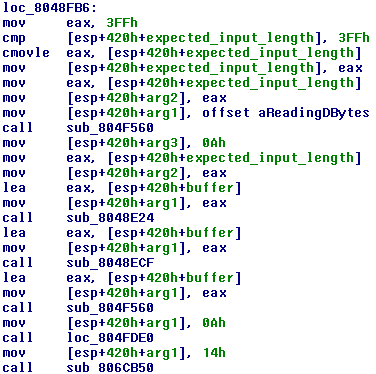 loc_8048FB6:
mov eax, 3FFh
cmp [esp+420h+expected_input_length], 3FFh
cmovle eax, [esp+420h+expected_input_length]
mov [esp+420h+expected_input_length], eax
mov eax, [esp+420h+expected_input_length]
mov [esp+420h+arg2], eax
mov [esp+420h+arg1], offset aReadingDBytes
call sub_804F560
mov [esp+420h+arg3], 0Ah
mov eax, [esp+420h+expected_input_length]
mov [esp+420h+arg2], eax
lea eax, [esp+420h+buffer]
mov [esp+420h+arg1], eax
call sub_8048E24
lea eax, [esp+420h+buffer]
mov [esp+420h+arg1], eax
call sub_8048ECF
lea eax, [esp+420h+buffer]
mov [esp+420h+arg1], eax
call sub_804F560
mov [esp+420h+arg1], 0Ah
call loc_804FDE0
mov [esp+420h+arg1], 14h
call sub_806CB50